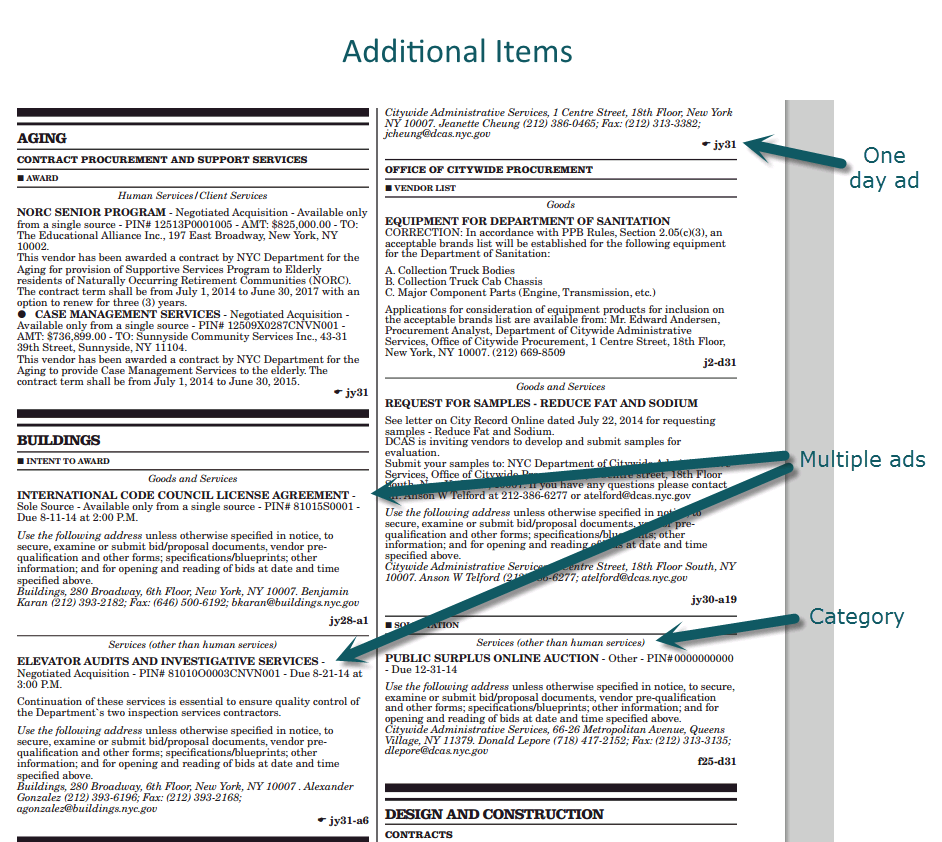 Additional Items
AGING
CONTRACT PROCUREMENT AND SUPPORT SERVICES
■ AWARD
Human Services/Client Services
NORC SENIOR PROGRAM - Negotiated Acquisition - Available only
from a single source - PIN# 12513P0001005 - AMT: $825,000.00 - TO:
The Educational Alliance Inc., 197 East Broadway, New York, NY
10002.
This vendor has been awarded a contract by NYC Department for the
Aging for provision of Supportive Services Program to Elderly
residents of Naturally Occurring Retirement Communities (NORC).
The contract term shall be from July 1, 2014 to June 30, 2017 with an
option to renew for three (3) years.
● CASE MANAGEMENT SERVICES - Negotiated Acquisition -
Available only from a single source - PIN# 12509X0287CNVN001 -
AMT: $736,899.00 - TO: Sunnyside Community Services Inc., 43-31
39th Street, Sunnyside, NY 11104.
This vendor has been awarded a contract by NYC Department for the
Aging to provide Case Management Services to the elderly. The
contract term shall be from July 1, 2014 to June 30, 2015.
☛ jy31
BUILDINGS
■ INTENT TO AWARD
Goods and Services
INTERNATIONAL CODE COUNCIL LICENSE AGREEMENT -
Sole Source - Available only from a single source - PIN# 81015S0001 -
Due 8-11-14 at 2:00 P.M.
Use the following address unless otherwise specified in notice, to
secure, examine or submit bid/proposal documents, vendor pre-
qualification and other forms; specifications/blueprints; other
information; and for opening and reading of bids at date and time
specified above.
Buildings, 280 Broadway, 6th Floor, New York, NY 10007. Benjamin
Karan (212) 393-2182; Fax: (646) 500-6192; bkaran@buildings.nyc.gov
jy28-a1
Services (other than human services)
ELEVATOR AUDITS AND INVESTIGATIVE SERVICES -
Negotiated Acquisition - PIN# 81010O0003CNVN001 - Due 8-21-14 at
3:00 P.M.
Continuation of these services is essential to ensure quality control of
the Department`s two inspection services contractors.
Use the following address unless otherwise specified in notice, to
secure, examine or submit bid/proposal documents, vendor pre-
qualification and other forms; specifications/blueprints; other
information; and for opening and reading of bids at date and time
specified above.
Buildings, 280 Broadway, 6th Floor, New York, NY 10007 . Alexander
Gonzalez (212) 393-6196; Fax: (212) 393-2168;
agonzalez@buildings.nyc.gov
☛ jy31-a6
Citywide Administrative Services, 1 Centre Street, 18th Floor, New York
NY 10007. Jeanette Cheung (212) 386-0465; Fax: (212) 313-3382;
jcheung@dcas.nyc.gov
☛ jy31
OFFICE OF CITYWIDE PROCUREMENT
■ VENDOR LIST
Goods
EQUIPMENT FOR DEPARTMENT OF SANITATION
CORRECTION: In accordance with PPB Rules, Section 2.05(c)(3), an
acceptable brands list will be established for the following equipment
for the Department of Sanitation:
A. Collection Truck Bodies
B. Collection Truck Cab Chassis
C. Major Component Parts (Engine, Transmission, etc.)
Applications for consideration of equipment products for inclusion on
the acceptable brands list are available from: Mr. Edward Andersen,
Procurement Analyst, Department of Citywide Administrative
Services, Office of Citywide Procurement, 1 Centre Street, 18th Floor,
New York, NY 10007. (212) 669-8509
j2-d31
Goods and Services
REQUEST FOR SAMPLES - REDUCE FAT AND SODIUM
See letter on City Record Online dated July 22, 2014 for requesting
samples - Reduce Fat and Sodium.
DCAS is inviting vendors to develop and submit samples for
evaluation.
Submit your samples to: NYC Department of Citywide
Services, Office of Citywide Centre street, 18th Floor
If you have any questions please contact
Anson W Telford at 212-386-6277 or atelford@dcas.nyc.gov
Use the following address unless otherwise specified in notice, to
secure, examine or submit bid/proposal documents, pre-
qualification and other forms; specifications/blueprints; other
information; and for opening and reading of bids at date and time
specified above.
Citywide Administrative Services, Centre Street, 18th Floor South, NY
10007. Anson W Telford atelford@dcas.nyc.gov
jy30-a19
■
Services (other than human services)
PUBLIC SURPLUS ONLINE AUCTION - Other - PIN#0000000000
- Due 12-31-14
Use the following address unless otherwise specified in notice, to secure,
examine or submit bid/proposal documents, vendor pre-qualification
and other forms; specifications/blueprints; other information; and for
opening and reading of bids at date and time specified above.
Citywide Administrative Services, 66-26 Metropolitan Avenue, Queens
Village, NY 11379. Donald Lepore (718) 417-2152; Fax: (212) 313-3135;
dlepore@dcas.nyc.gov
f25-d31
DESIGN AND CONSTRUCTION
CONTRACTS
One
day ad
Multiple ads
Category